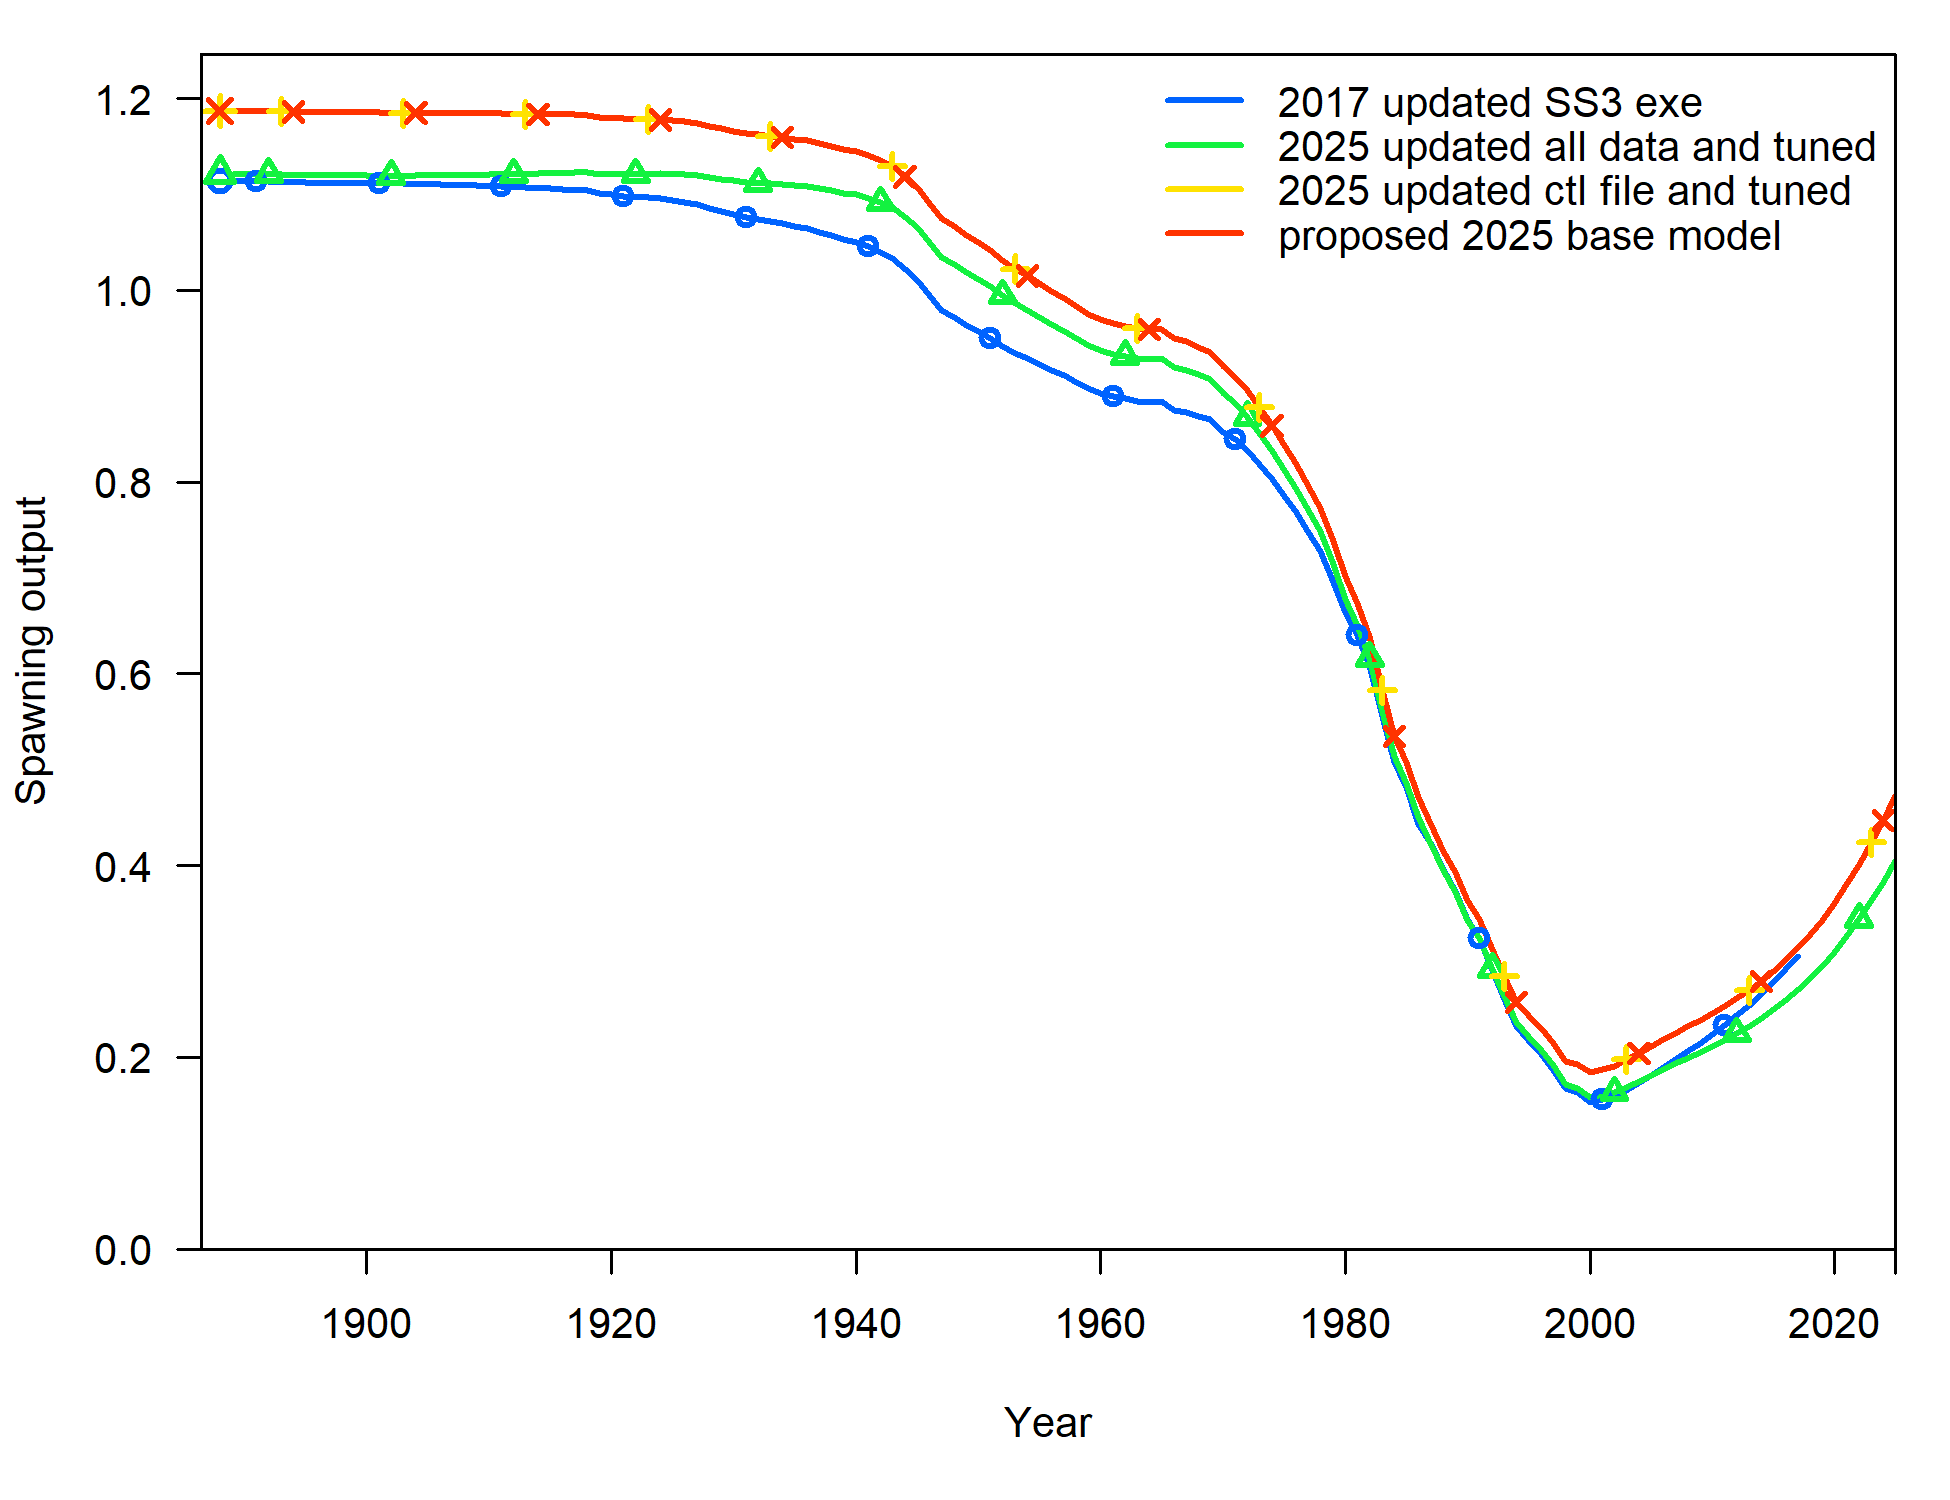 2017 updated SS3 exe
2025 updated all data and tuned
2025 updated ctl file and tuned
proposed 2025 base model
Spawning output
1.2
1.0
0.8
0.6
0.4
0.2
0.0
1900 1920 1940 1960 1980 2000 2020
Year